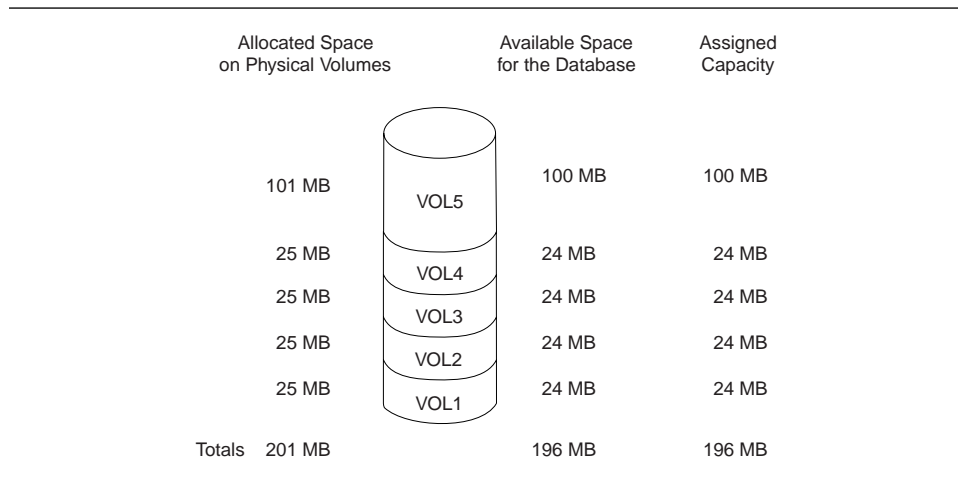 Allocated Space
on Physical Volumes
Available Space
for the Database
Assigned
Capacity
101 MB VOL5 100 MB 100 MB
25 MB VOL4 24 MB 24 MB
25 MB VOL3 24 MB 24 MB
25 MB VOL2 24 MB 24 MB
25 MB VOL1 24 MB 24 MB
Totals 201 MB 196 MB 196 MB